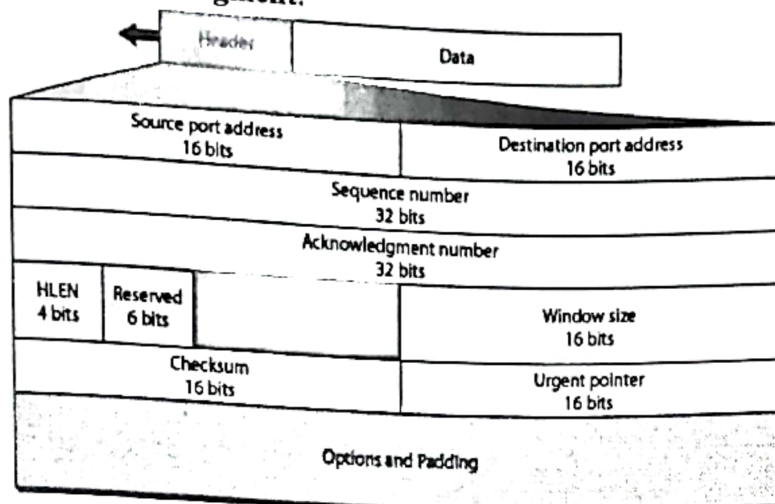 gment.
Header
Data
Source port address
16 bits
Destination port address
16 bits
Sequence number
32 bits
Acknowledgment number
32 bits
HLEN
4 bits
Reserved
6 bits
Window size
16 bits
Checksum
16 bits
Urgent pointer
16 bits
Options and Padding